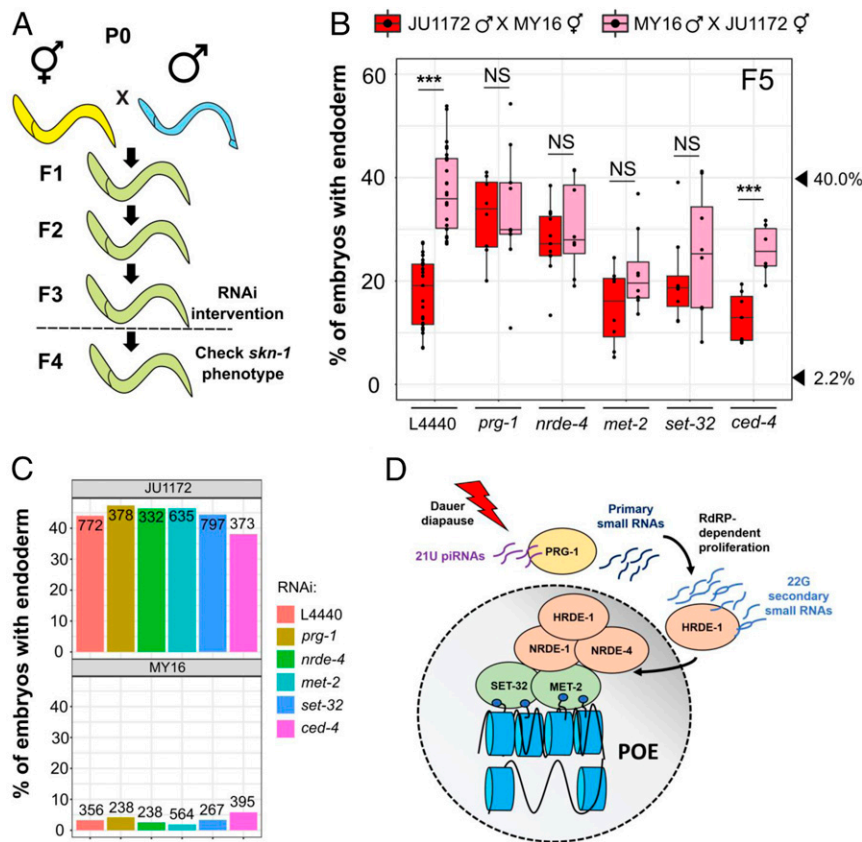 A
P0
⚥
♂
X
F1
F2
F3
RNAi
intervention
F4
Check skn-1
phenotype
B
JU1172 ♂ X MY16 ⚥
MY16 ♂ X JU1172 ⚥
F5
% of embryos with endoderm
60
40
20
0
***
NS
NS
NS
NS
***
40.0%
2.2%
L4440
prg-1
nrde-4
met-2
set-32
ced-4
C
% of embryos with endoderm
JU1172
40
30
20
10
0
772
378
332
635
797
373
MY16
40
30
20
10
0
356
238
238
564
267
395
RNAi:
L4440
prg-1
nrde-4
met-2
set-32
ced-4
D
Dauer
diapause
21U piRNAs
PRG-1
Primary
small RNAs
RdRP-
dependent
proliferation
22G
secondary
small RNAs
HRDE-1
HRDE-1
NRDE-1
NRDE-4
SET-32
MET-2
POE